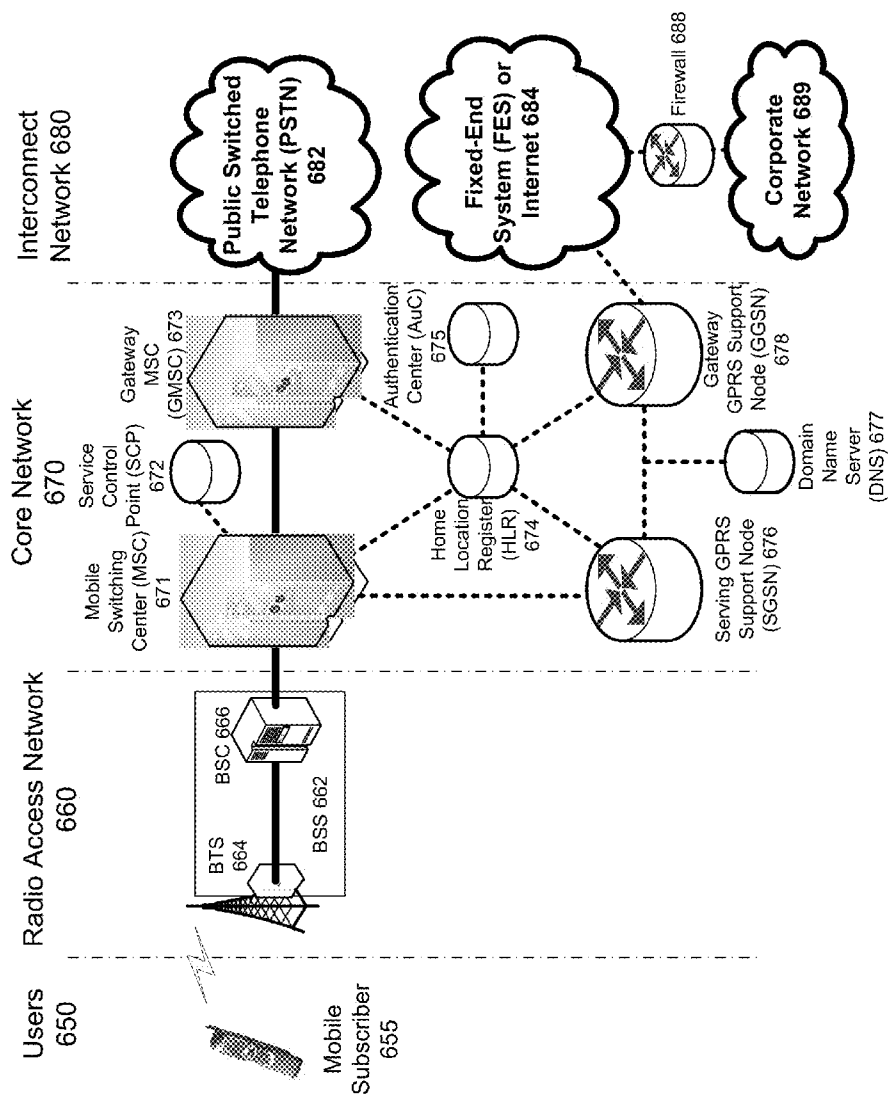 Users
650
Radio Access Network
660
Core Network
670
Interconnect
Network 680
Mobile
Subscriber
655
BTS
664
BSC 666
BSS 662
Mobile
Switching
Center (MSC)
671
Service
Control
Point (SCP)
672
Gateway
MSC
(GMSC) 673
Public Switched
Telephone
Network (PSTN)
682
Home
Location
Register
(HLR)
674
Authentication
Center (AuC)
675
Fixed-End
System (FES) or
Internet 684
Firewall 688
Serving GPRS
Support Node
(SGSN) 676
Domain
Name
Server
(DNS) 677
Gateway
GPRS Support
Node (GGSN)
678
Corporate
Network 689